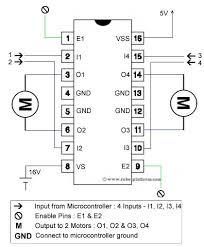 5V
1 E1 VSS 16
1 2 I1 I4 15 4
2 3 O1 O4 14 3
M 4 GND GND 13 M
5 GND GND 12
6 O2 O3 11
7 I2 I3 10
16V 8 VS E2 9
Input from Microcontroller : 4 Inputs - I1, I2, I3, I4
Enable Pins : E1 & E2
M Output to 2 Motors : O1, O2 & O3, O4
GND Connect to microcontroller ground